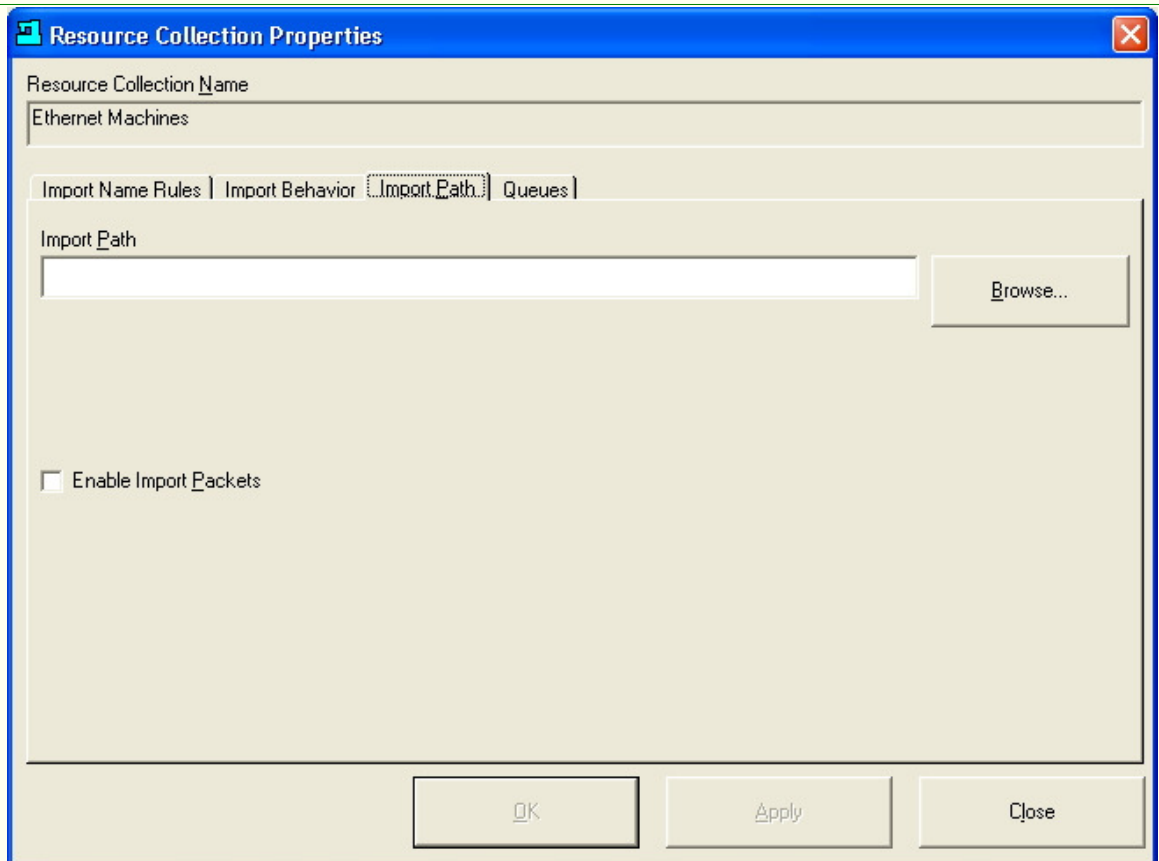 Resource Collection Properties
Resource Collection Name
Ethernet Machines
Import Name Rules Import Behavior Import Path Queues
Import Path
Browse...
Enable Import Packets
OK Apply Close